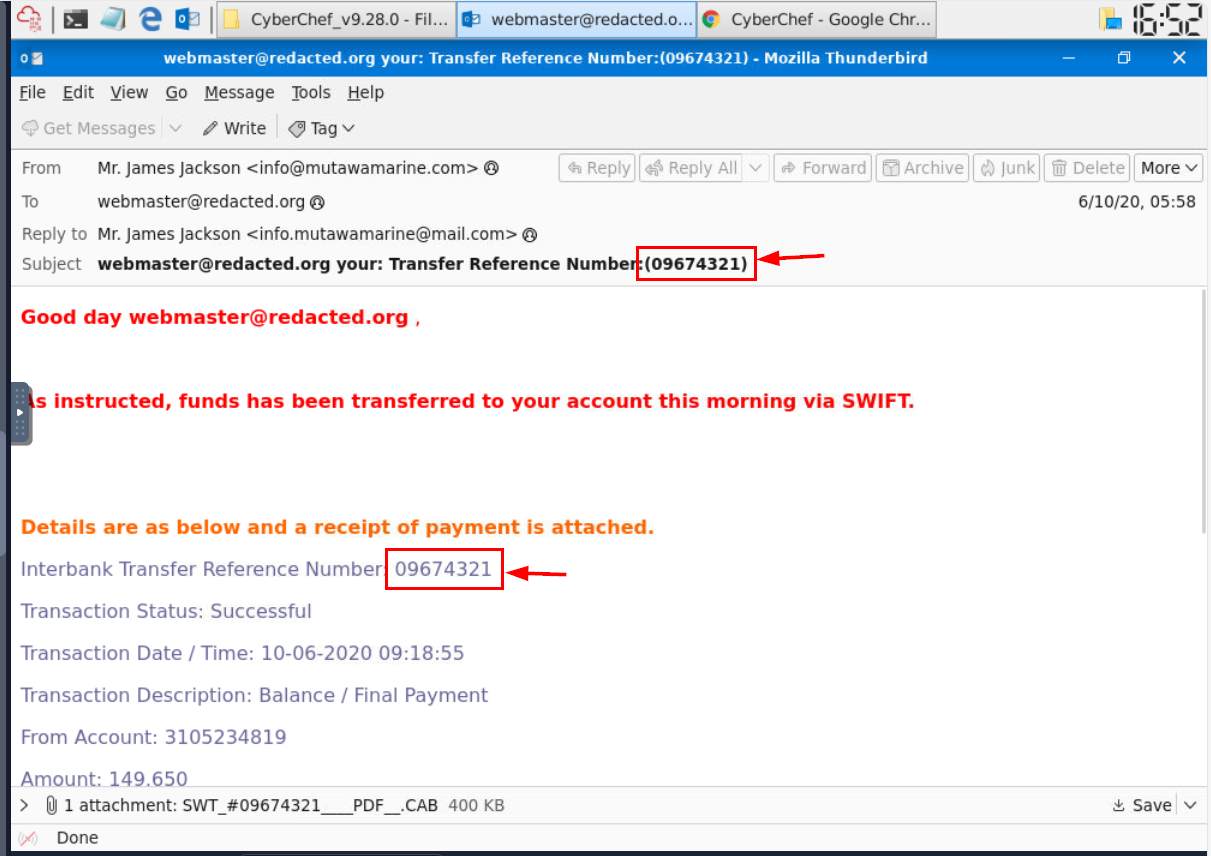 CyberChef_v9.28.0 - Fil...
webmaster@redacted.o...
CyberChef - Google Chr...
16:52
webmaster@redacted.org your: Transfer Reference Number:(09674321) - Mozilla Thunderbird
File Edit View Go Message Tools Help
Get Messages Write Tag
From Mr. James Jackson <info@mutawamarine.com> Reply Reply All Forward Archive Junk Delete More
To webmaster@redacted.org 6/10/20, 05:58
Reply to Mr. James Jackson <info.mutawamarine@mail.com>
Subject webmaster@redacted.org your: Transfer Reference Number:(09674321)
Good day webmaster@redacted.org ,
As instructed, funds has been transferred to your account this morning via SWIFT.
Details are as below and a receipt of payment is attached.
Interbank Transfer Reference Number: 09674321
Transaction Status: Successful
Transaction Date / Time: 10-06-2020 09:18:55
Transaction Description: Balance / Final Payment
From Account: 3105234819
Amount: 149.650
1 attachment: SWT_#09674321____PDF__.CAB 400 KB Save
Done